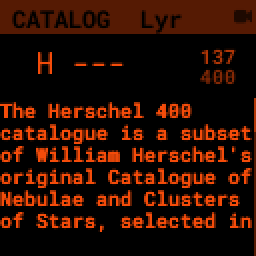 CATALOG Lyr
H --- 137
400
The Herschel 400
catalogue is a subset
of William Herschel's
original Catalogue of
Nebulae and Clusters
of Stars, selected in